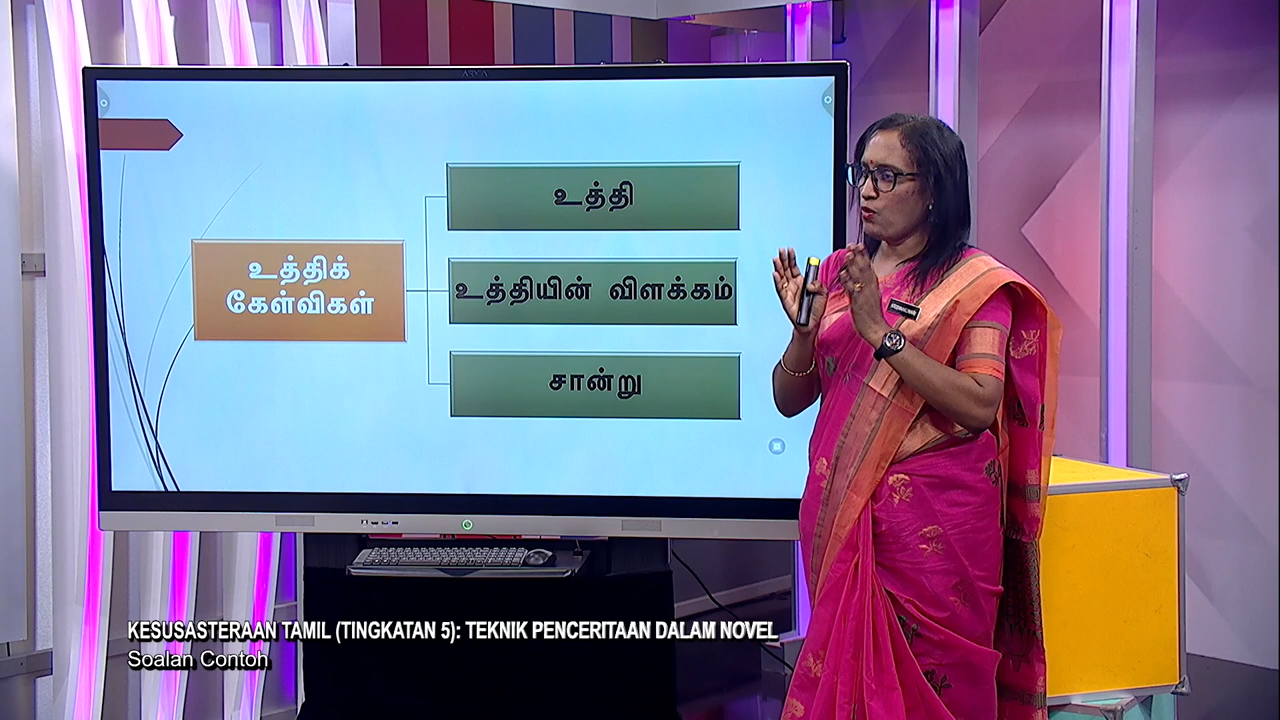 உத்திக்
கேள்விகள்
உத்தி
உத்தியின் விளக்கம்
சான்று
KESUSASTERAAN TAMIL (TINGKATAN 5): TEKNIK PENCERITAAN DALAM NOVEL
Soalan Contoh